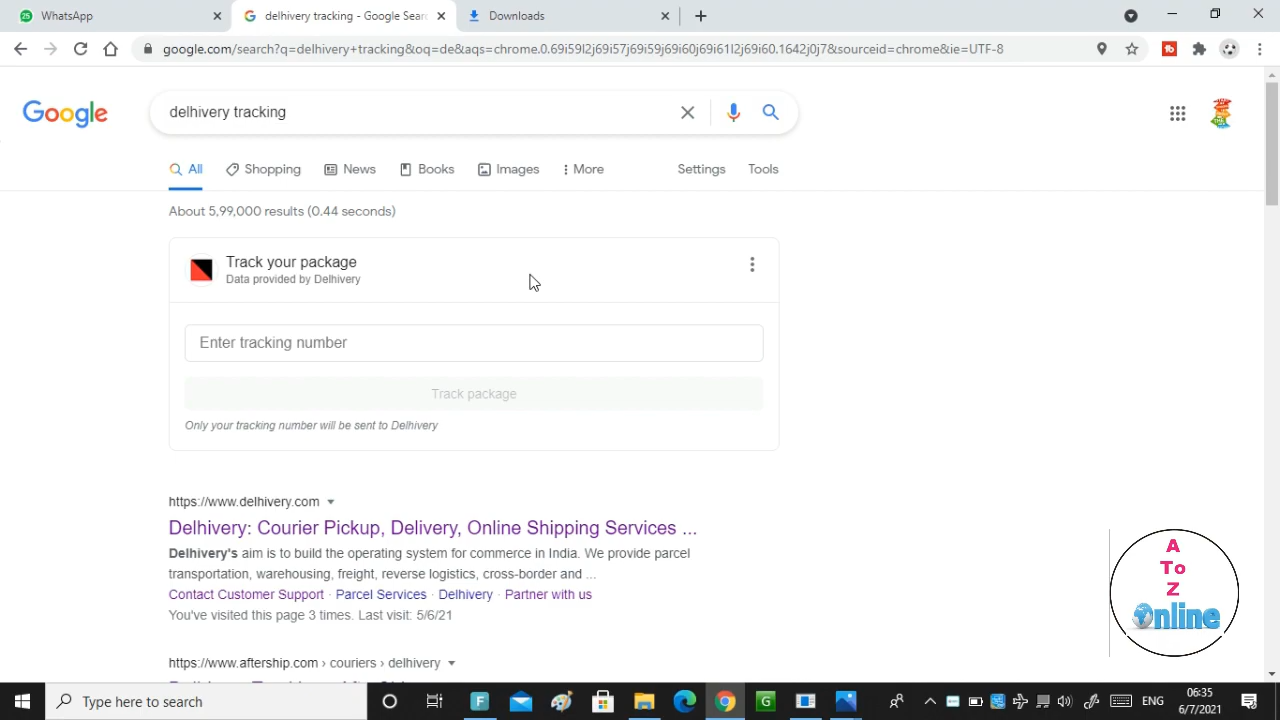 WhatsApp
delhivery tracking - Google Sear
Downloads
google.com/search?q=delhivery+tracking&oq=de&aqs=chrome.0.69i59l2j69i57j69i59j69i60j69i61l2j69i60.1642j0j7&sourceid=chrome&ie=UTF-8
Google
delhivery tracking
All
Shopping
News
Books
Images
More
Settings
Tools
About 5,99,000 results (0.44 seconds)
Track your package
Data provided by Delhivery
Enter tracking number
Track package
Only your tracking number will be sent to Delhivery
https://www.delhivery.com
Delhivery: Courier Pickup, Delivery, Online Shipping Services ...
Delhivery's aim is to build the operating system for commerce in India. We provide parcel
transportation, warehousing, freight, reverse logistics, cross-border and ...
Contact Customer Support · Parcel Services · Delhivery · Partner with us
You've visited this page 3 times. Last visit: 5/6/21
https://www.aftership.com › couriers › delhivery
A
To
Z
Online
Type here to search
ENG
06:35
6/7/2021